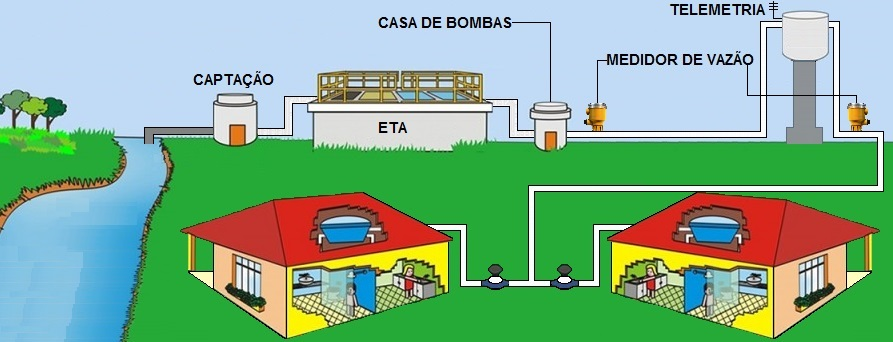 TELEMETRIA
CASA DE BOMBAS
MEDIDOR DE VAZÃO
CAPTAÇÃO
ETA